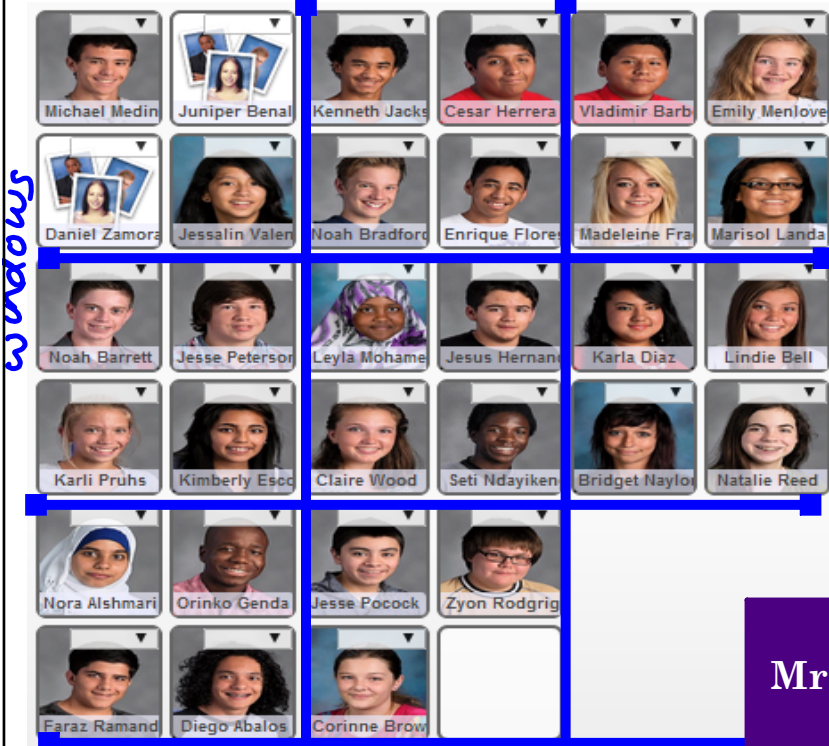 Michael Medin Juniper Benal Kenneth Jacks Cesar Herrera Vladimir Barb Emily Menlove
Daniel Zamora Jessalin Valen Noah Bradford Enrique Flores Madeleine Fra Marisol Landa
windows
Noah Barrett Jesse Peterson Leyla Mohame Jesus Hernand Karla Diaz Lindie Bell
Karli Pruhs Kimberly Esco Claire Wood Seti Ndayiken Bridget Naylor Natalie Reed
Nora Alshmari Orinko Genda Jesse Pocock Zyon Rodgrig
Faraz Ramand Diego Abalos Corinne Brow
Mr